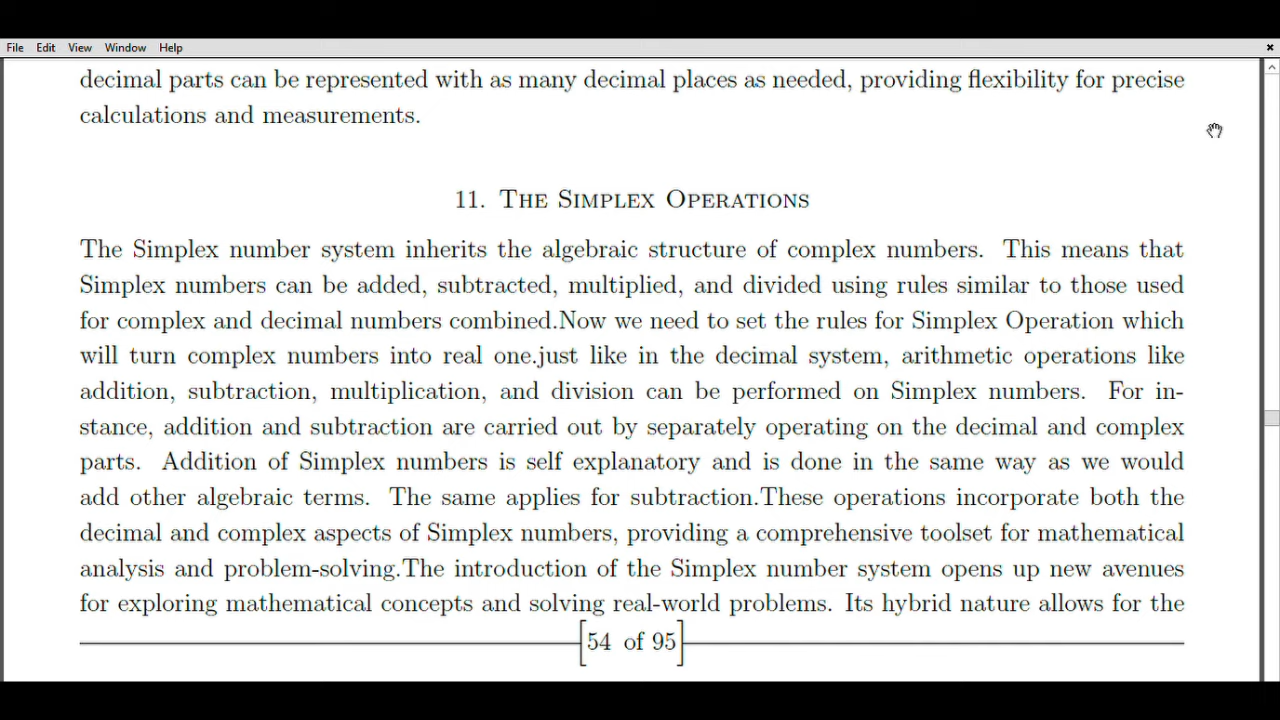 File Edit View Window Help
decimal parts can be represented with as many decimal places as needed, providing flexibility for precise
calculations and measurements.
11. The Simplex Operations
The Simplex number system inherits the algebraic structure of complex numbers. This means that
Simplex numbers can be added, subtracted, multiplied, and divided using rules similar to those used
for complex and decimal numbers combined.Now we need to set the rules for Simplex Operation which
will turn complex numbers into real one.just like in the decimal system, arithmetic operations like
addition, subtraction, multiplication, and division can be performed on Simplex numbers. For in-
stance, addition and subtraction are carried out by separately operating on the decimal and complex
parts. Addition of Simplex numbers is self explanatory and is done in the same way as we would
add other algebraic terms. The same applies for subtraction.These operations incorporate both the
decimal and complex aspects of Simplex numbers, providing a comprehensive toolset for mathematical
analysis and problem-solving.The introduction of the Simplex number system opens up new avenues
for exploring mathematical concepts and solving real-world problems. Its hybrid nature allows for the
[54 of 95]